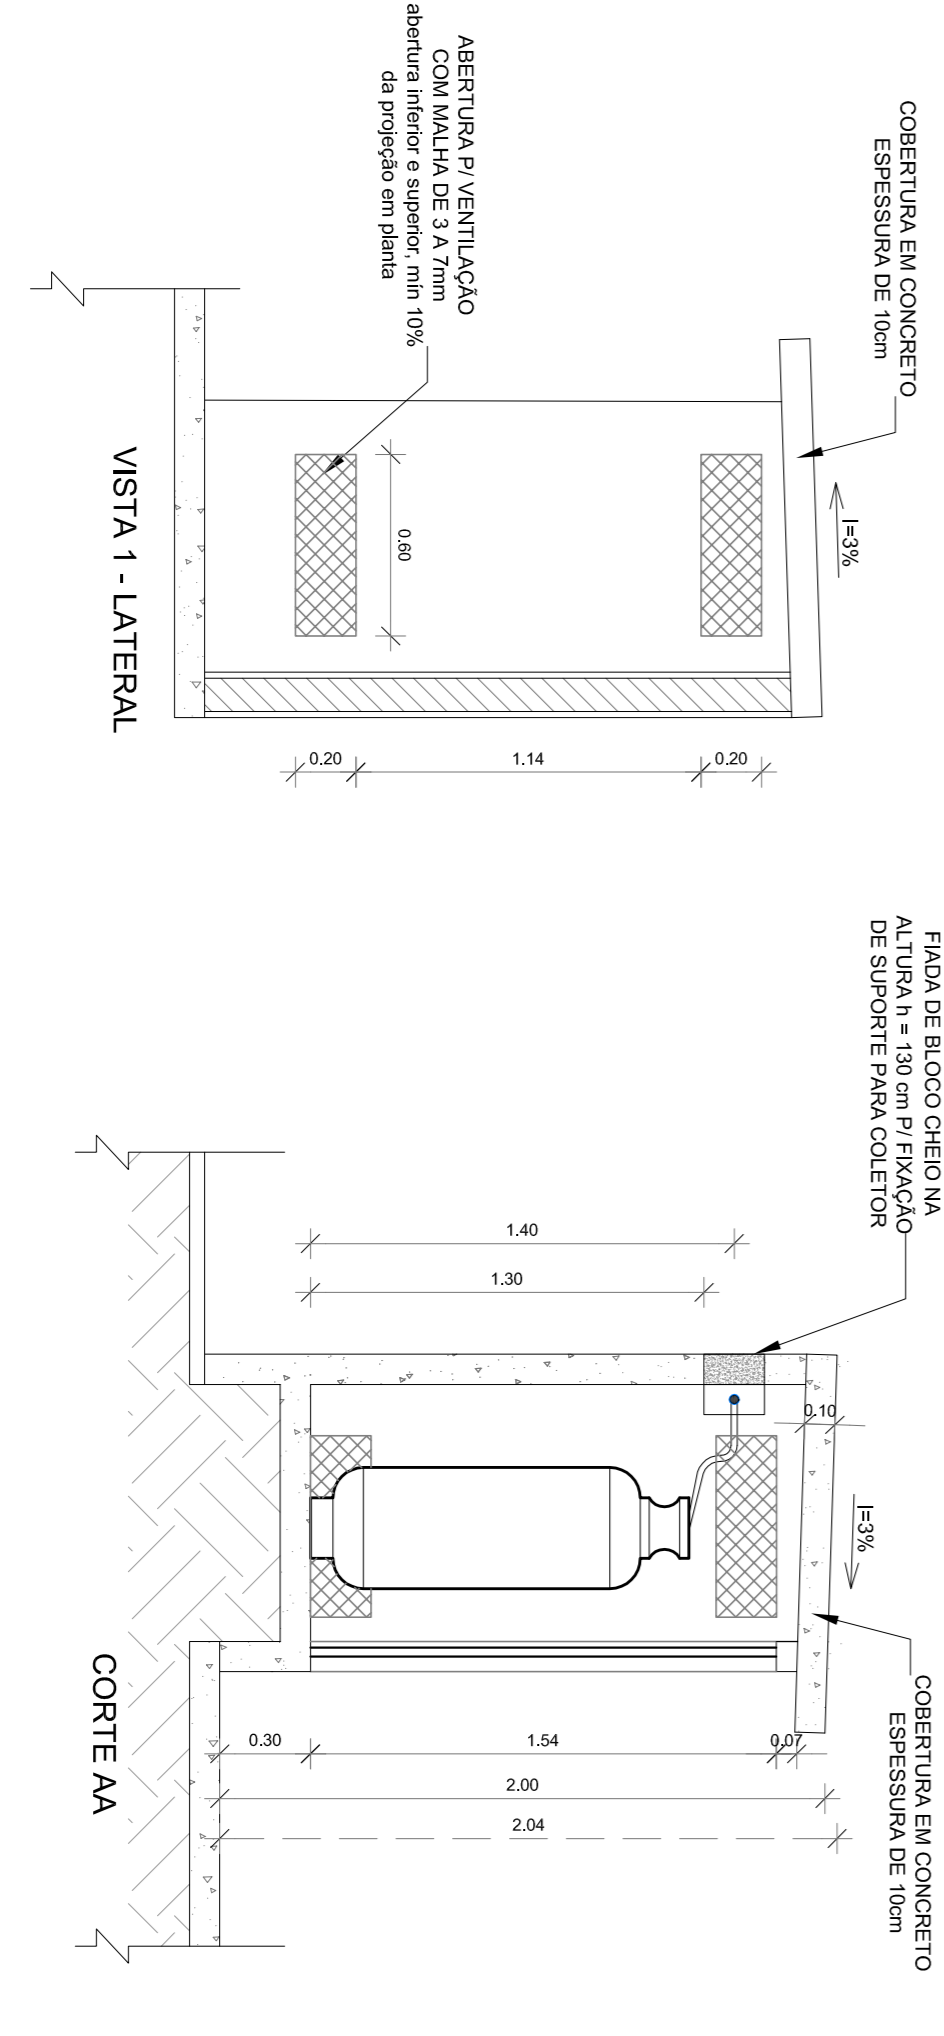 COBERTURA EM CONCRETO
ESPESSURA DE 10cm
I=3%
ABERTURA P/ VENTILAÇÃO
COM MALHA DE 3 A 7mm
abertura inferior e superior, mín 10%
da projeção em planta
0.60
0.20
1.14
0.20
VISTA 1 - LATERAL
FIADA DE BLOCO CHEIO NA
ALTURA h = 130 cm P/ FIXAÇÃO
DE SUPORTE PARA COLETOR
1.40
1.30
0.10
I=3%
COBERTURA EM CONCRETO
ESPESSURA DE 10cm
0.30
1.54
0.07
2.00
2.04
CORTE AA